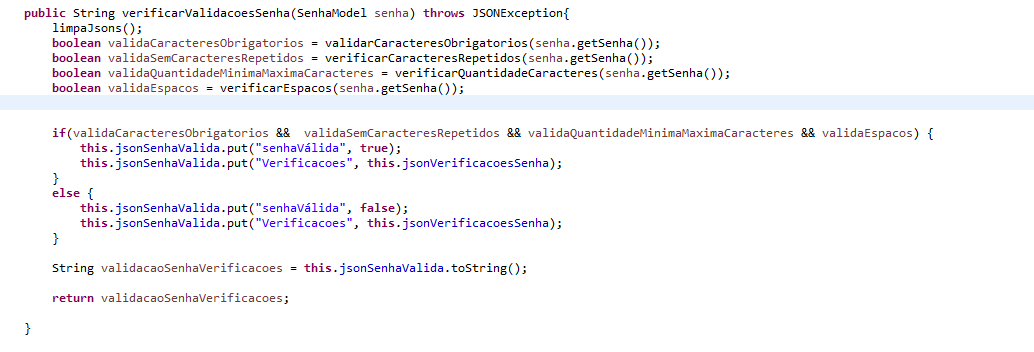 public String verificarValidacoesSenha(SenhaModel senha) throws JSONException{
limpaJsons();
boolean validaCaracteresObrigatorios = validarCaracteresObrigatorios(senha.getSenha());
boolean validaSemCaracteresRepetidos = verificarCaracteresRepetidos(senha.getSenha());
boolean validaQuantidadeMinimaMaximaCaracteres = verificarQuantidadeCaracteres(senha.getSenha());
boolean validaEspacos = verificarEspacos(senha.getSenha());
if(validaCaracteresObrigatorios &&  validaSemCaracteresRepetidos && validaQuantidadeMinimaMaximaCaracteres && validaEspacos) {
this.jsonSenhaValida.put("senhaVálida", true);
this.jsonSenhaValida.put("Verificacoes", this.jsonVerificacoesSenha);
}
else {
this.jsonSenhaValida.put("senhaVálida", false);
this.jsonSenhaValida.put("Verificacoes", this.jsonVerificacoesSenha);
}
String validacaoSenhaVerificacoes = this.jsonSenhaValida.toString();
return validacaoSenhaVerificacoes;
}